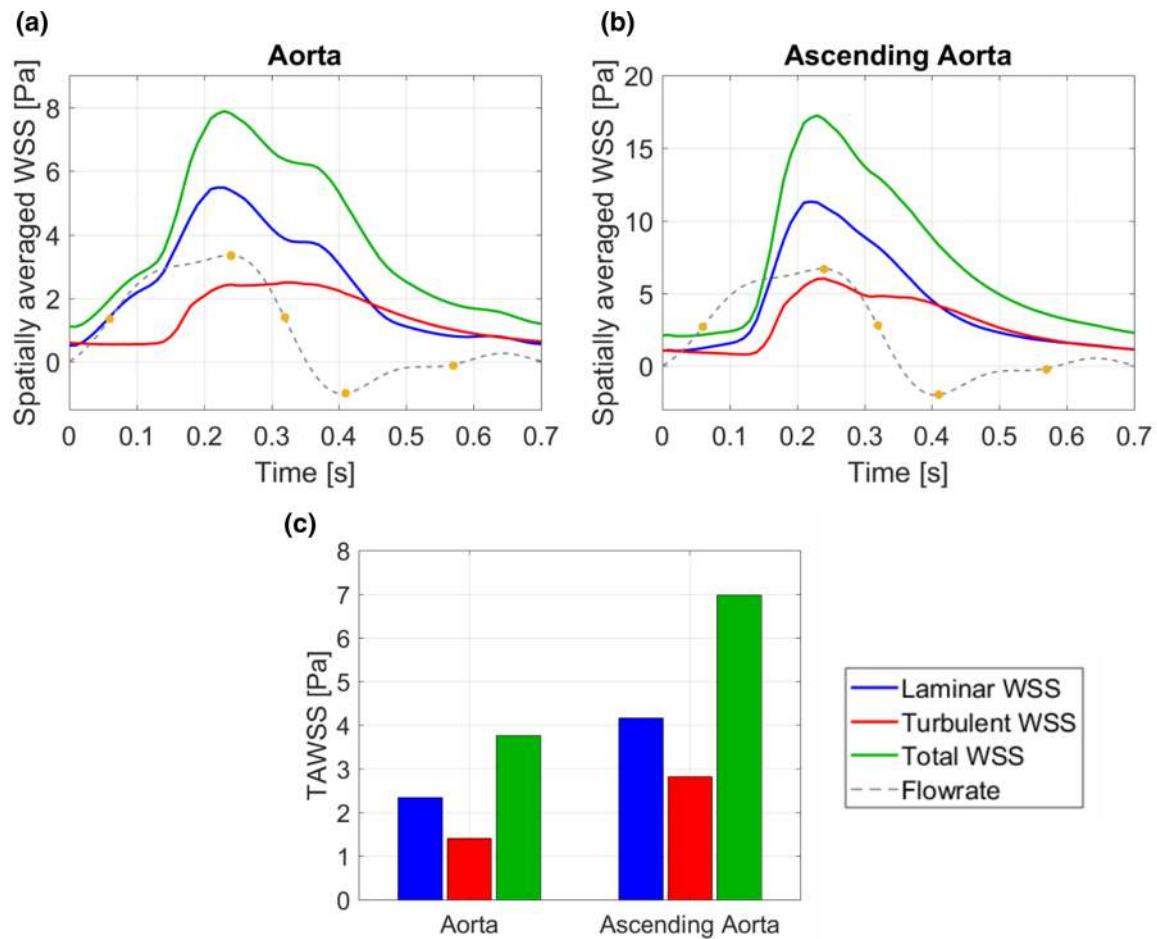 (a)
Aorta
Spatially averaged WSS [Pa]
8
6
4
2
0
0 0.1 0.2 0.3 0.4 0.5 0.6 0.7
Time [s]
(b)
Ascending Aorta
Spatially averaged WSS [Pa]
20
15
10
5
0
0 0.1 0.2 0.3 0.4 0.5 0.6 0.7
Time [s]
(c)
TAWSS [Pa]
8
7
6
5
4
3
2
1
0
Aorta Ascending Aorta
Laminar WSS
Turbulent WSS
Total WSS
Flowrate